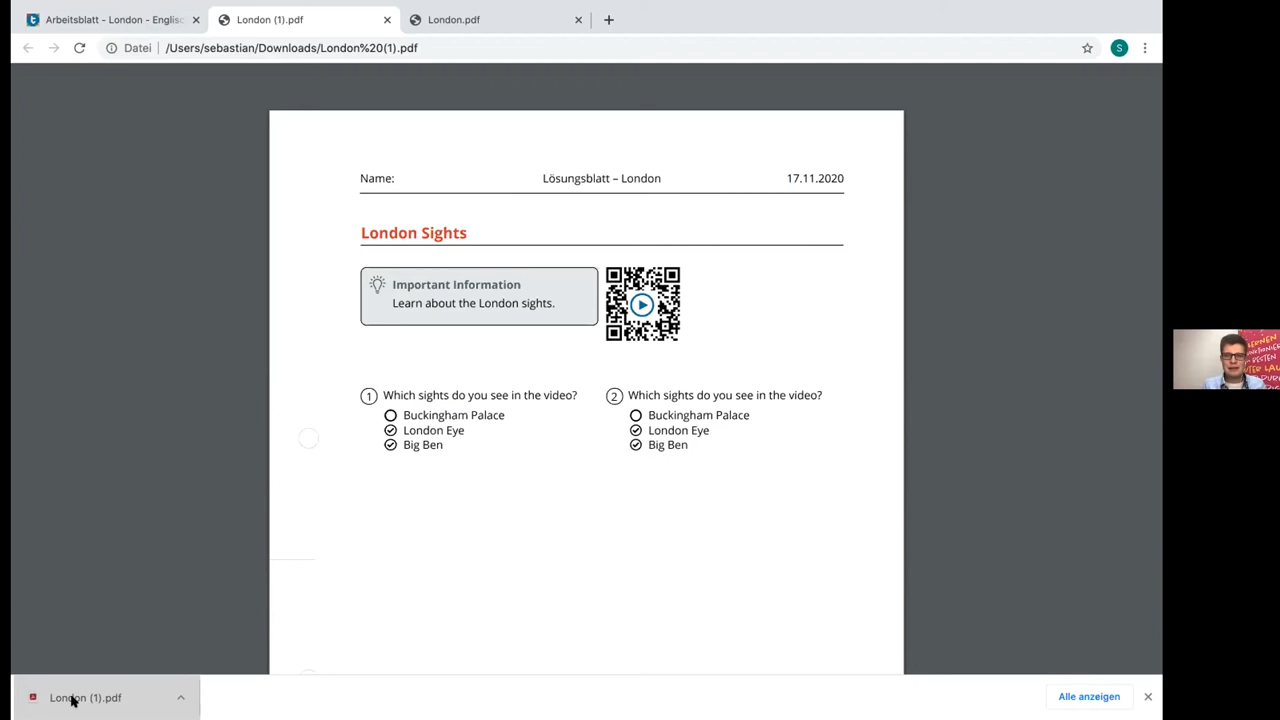 Arbeitsblatt - London - Englisc
London (1).pdf
London.pdf
Datei
/Users/sebastian/Downloads/London%20(1).pdf
S
Name:
Lösungsblatt – London
17.11.2020
London Sights
Important Information
Learn about the London sights.
1 Which sights do you see in the video?
Buckingham Palace
London Eye
Big Ben
2 Which sights do you see in the video?
Buckingham Palace
London Eye
Big Ben
London (1).pdf
Alle anzeigen